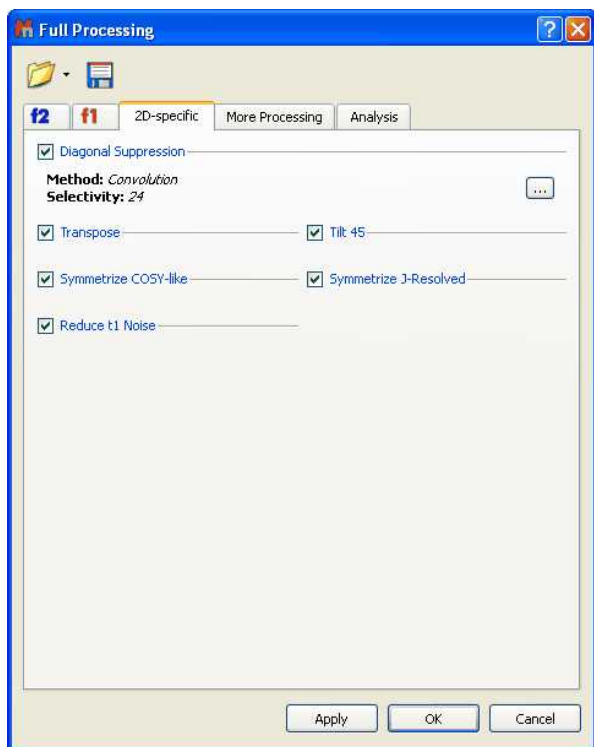 Full Processing
f2 f1 2D-specific More Processing Analysis
Diagonal Suppression
Method: Convolution
Selectivity: 24
...
Transpose Tilt 45
Symmetrize COSY-like Symmetrize J-Resolved
Reduce t1 Noise
Apply OK Cancel